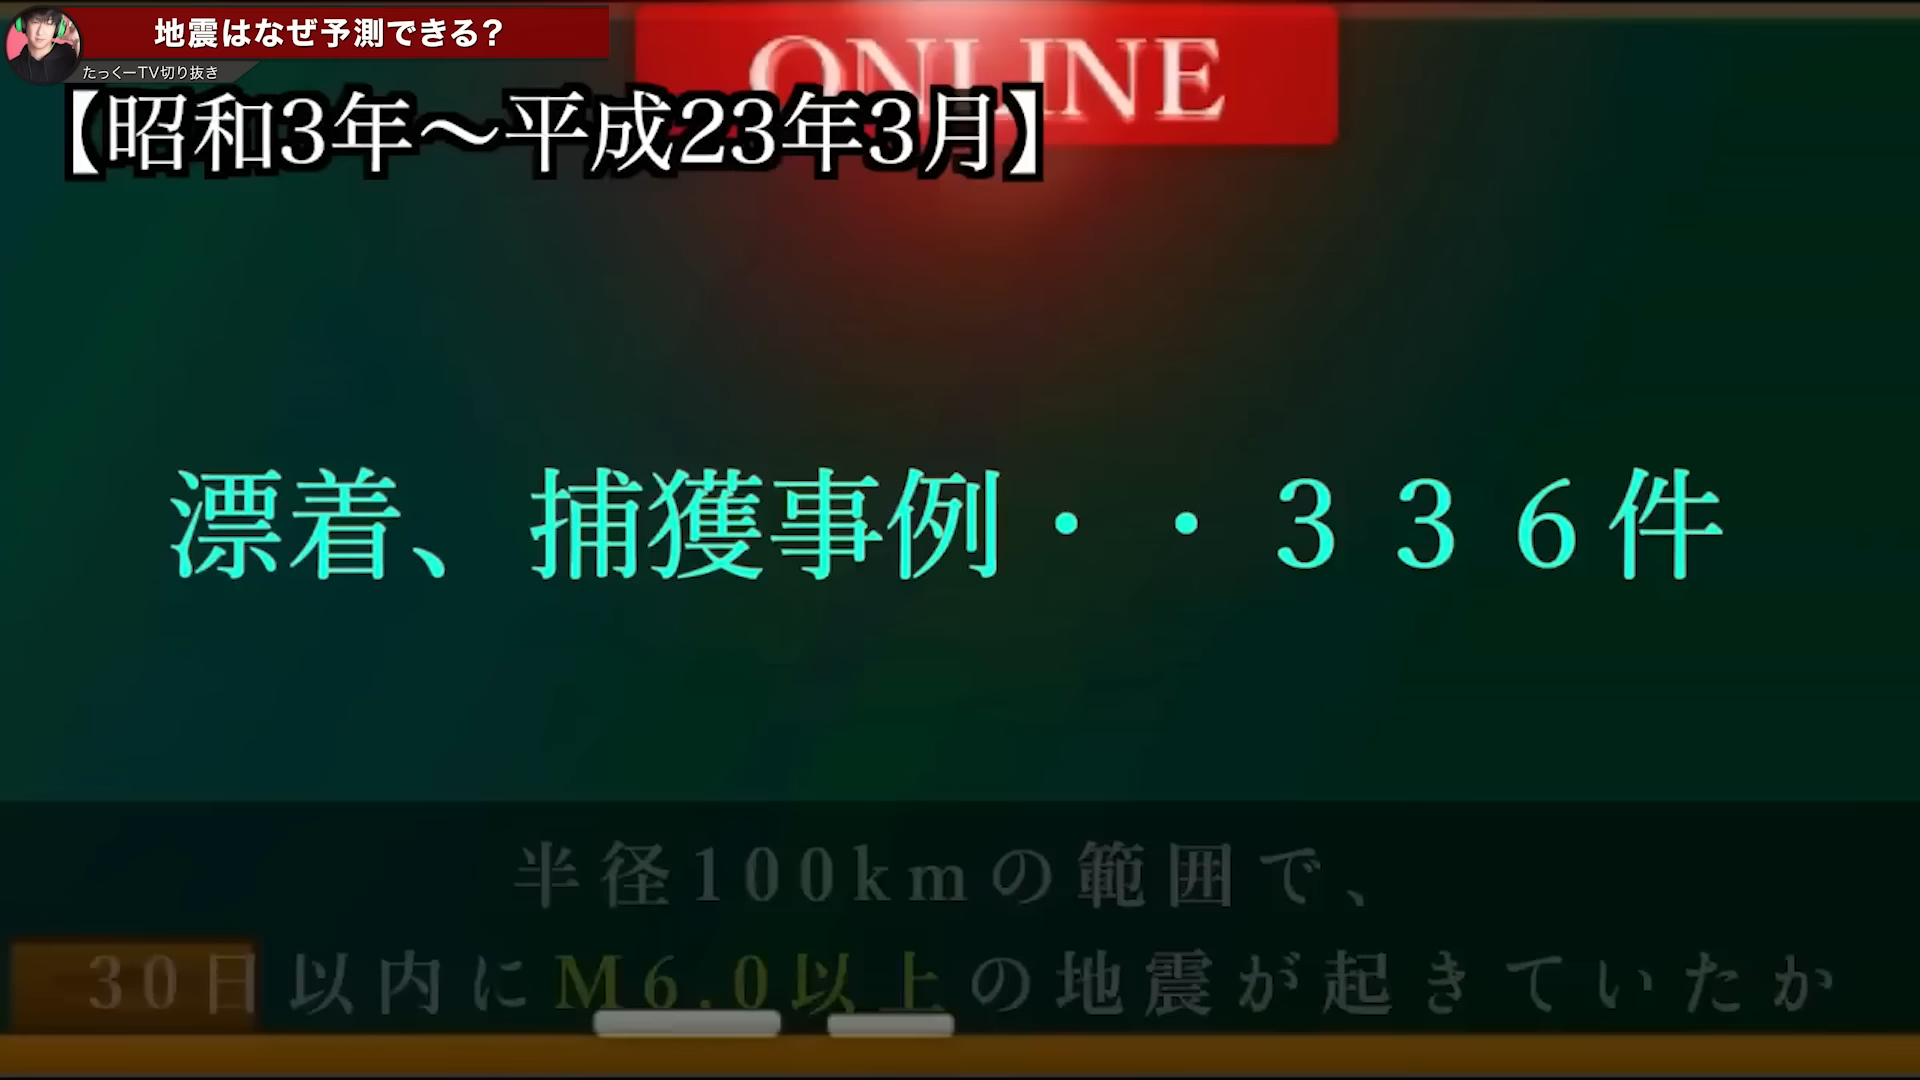 地震はなぜ予測できる？
たっくーTV切り抜き
ONLINE
【昭和3年～平成23年3月】
漂着、捕獲事例・・３３６件
半径100kmの範囲で、
30日以内にM6.0以上の地震が起きていたか